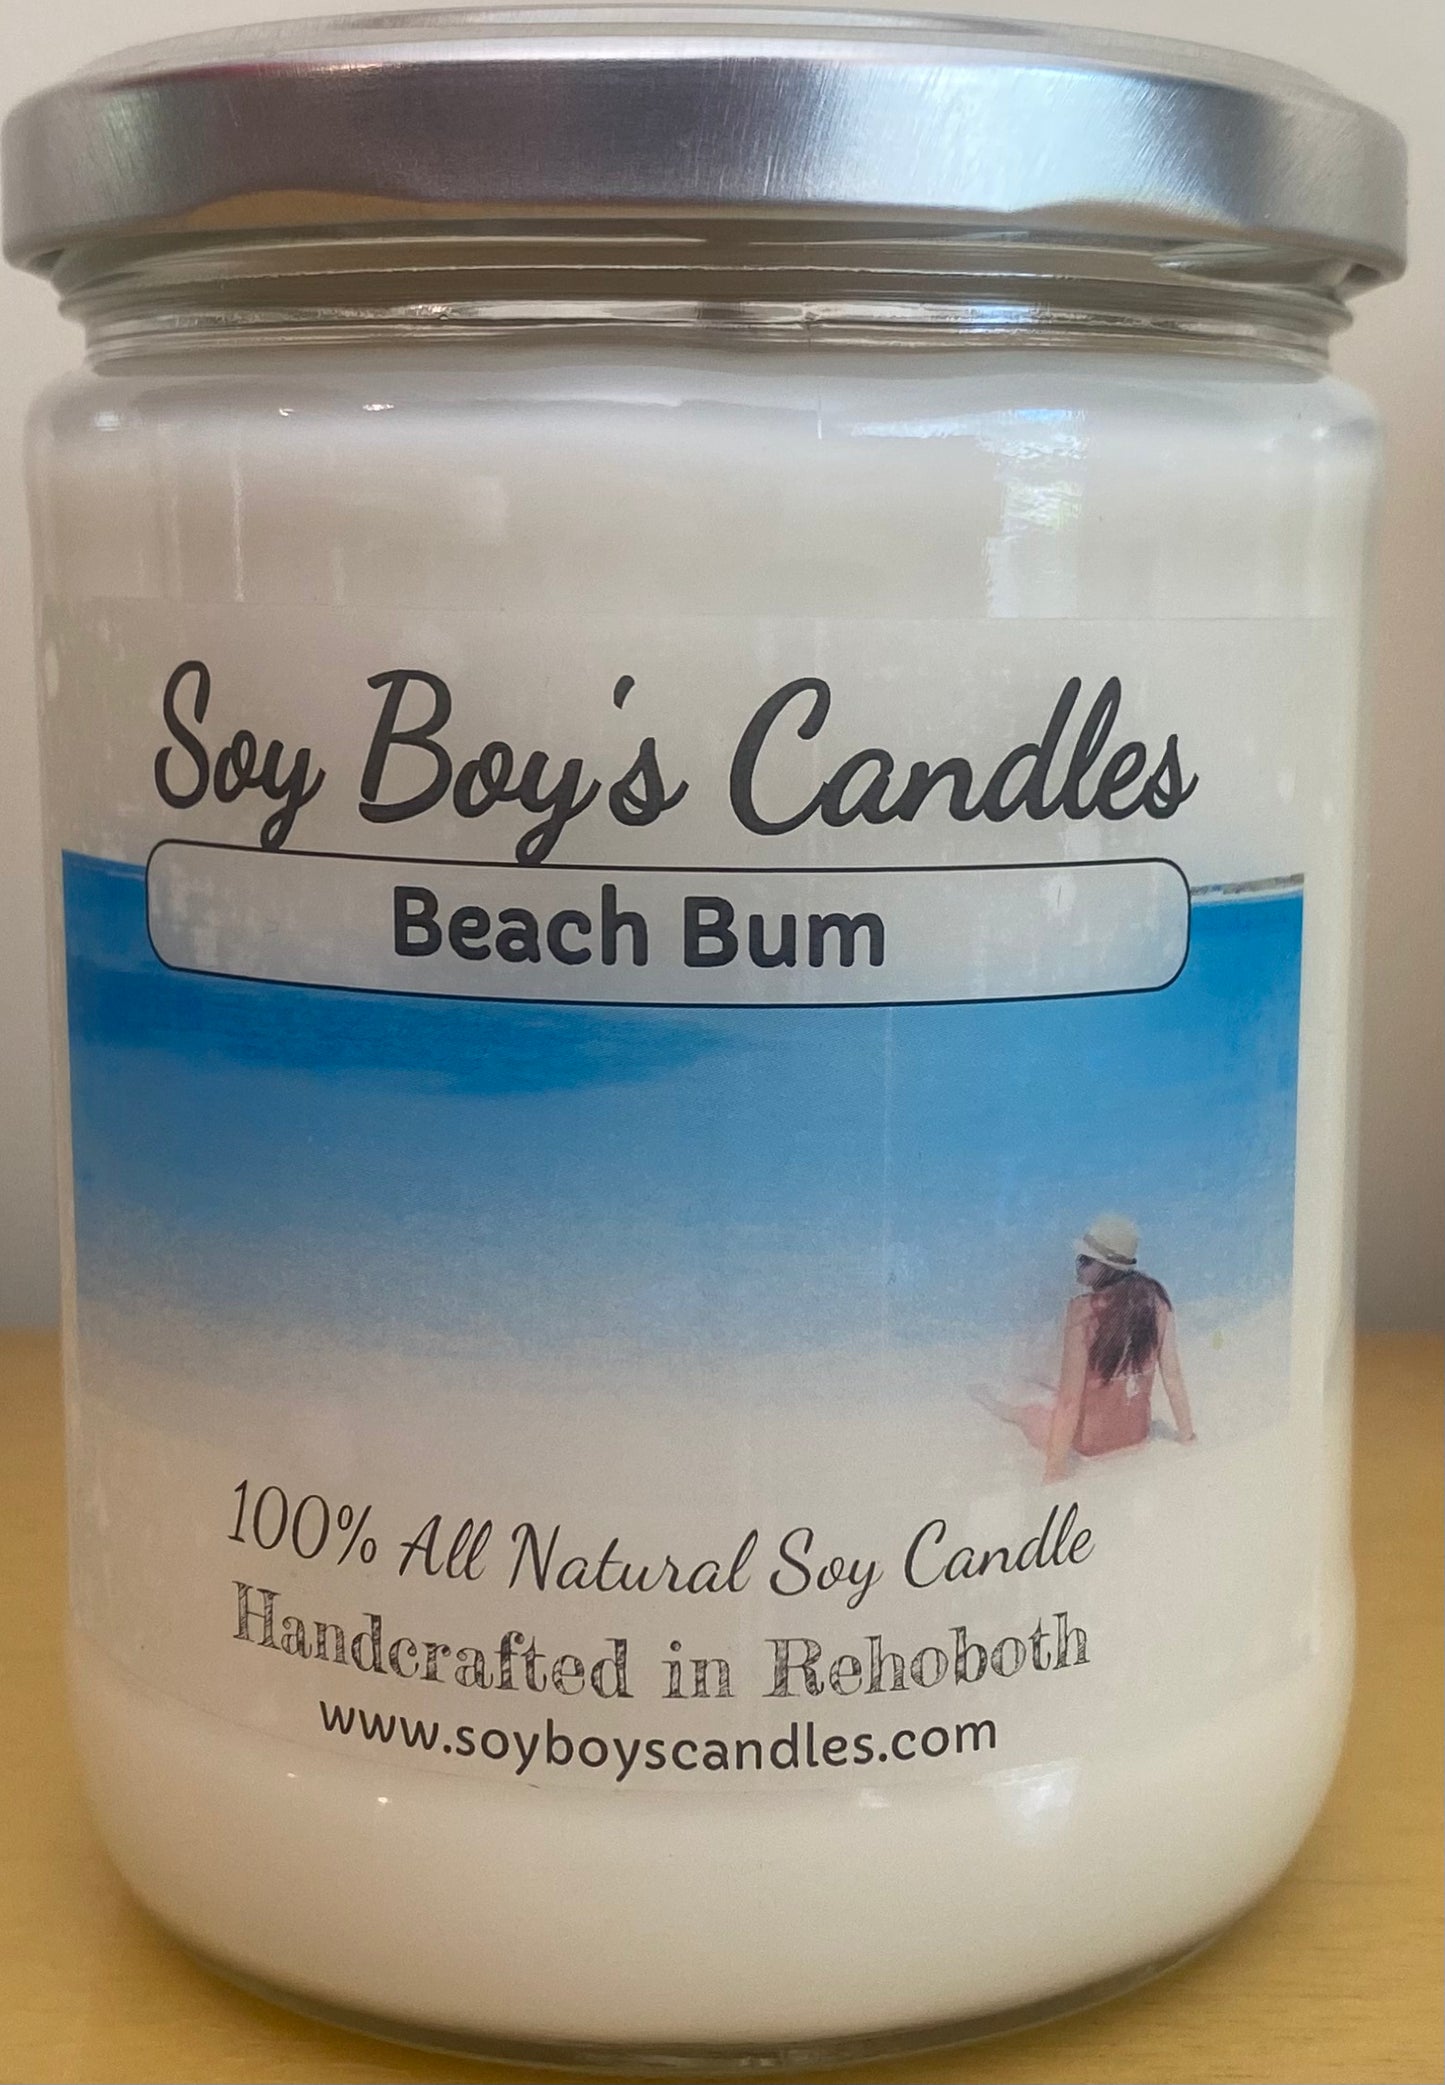 Soy Boy's Candles
Beach Bum
100% All Natural Soy Candle
Handcrafted in Rehoboth
www.soyboyscandles.com